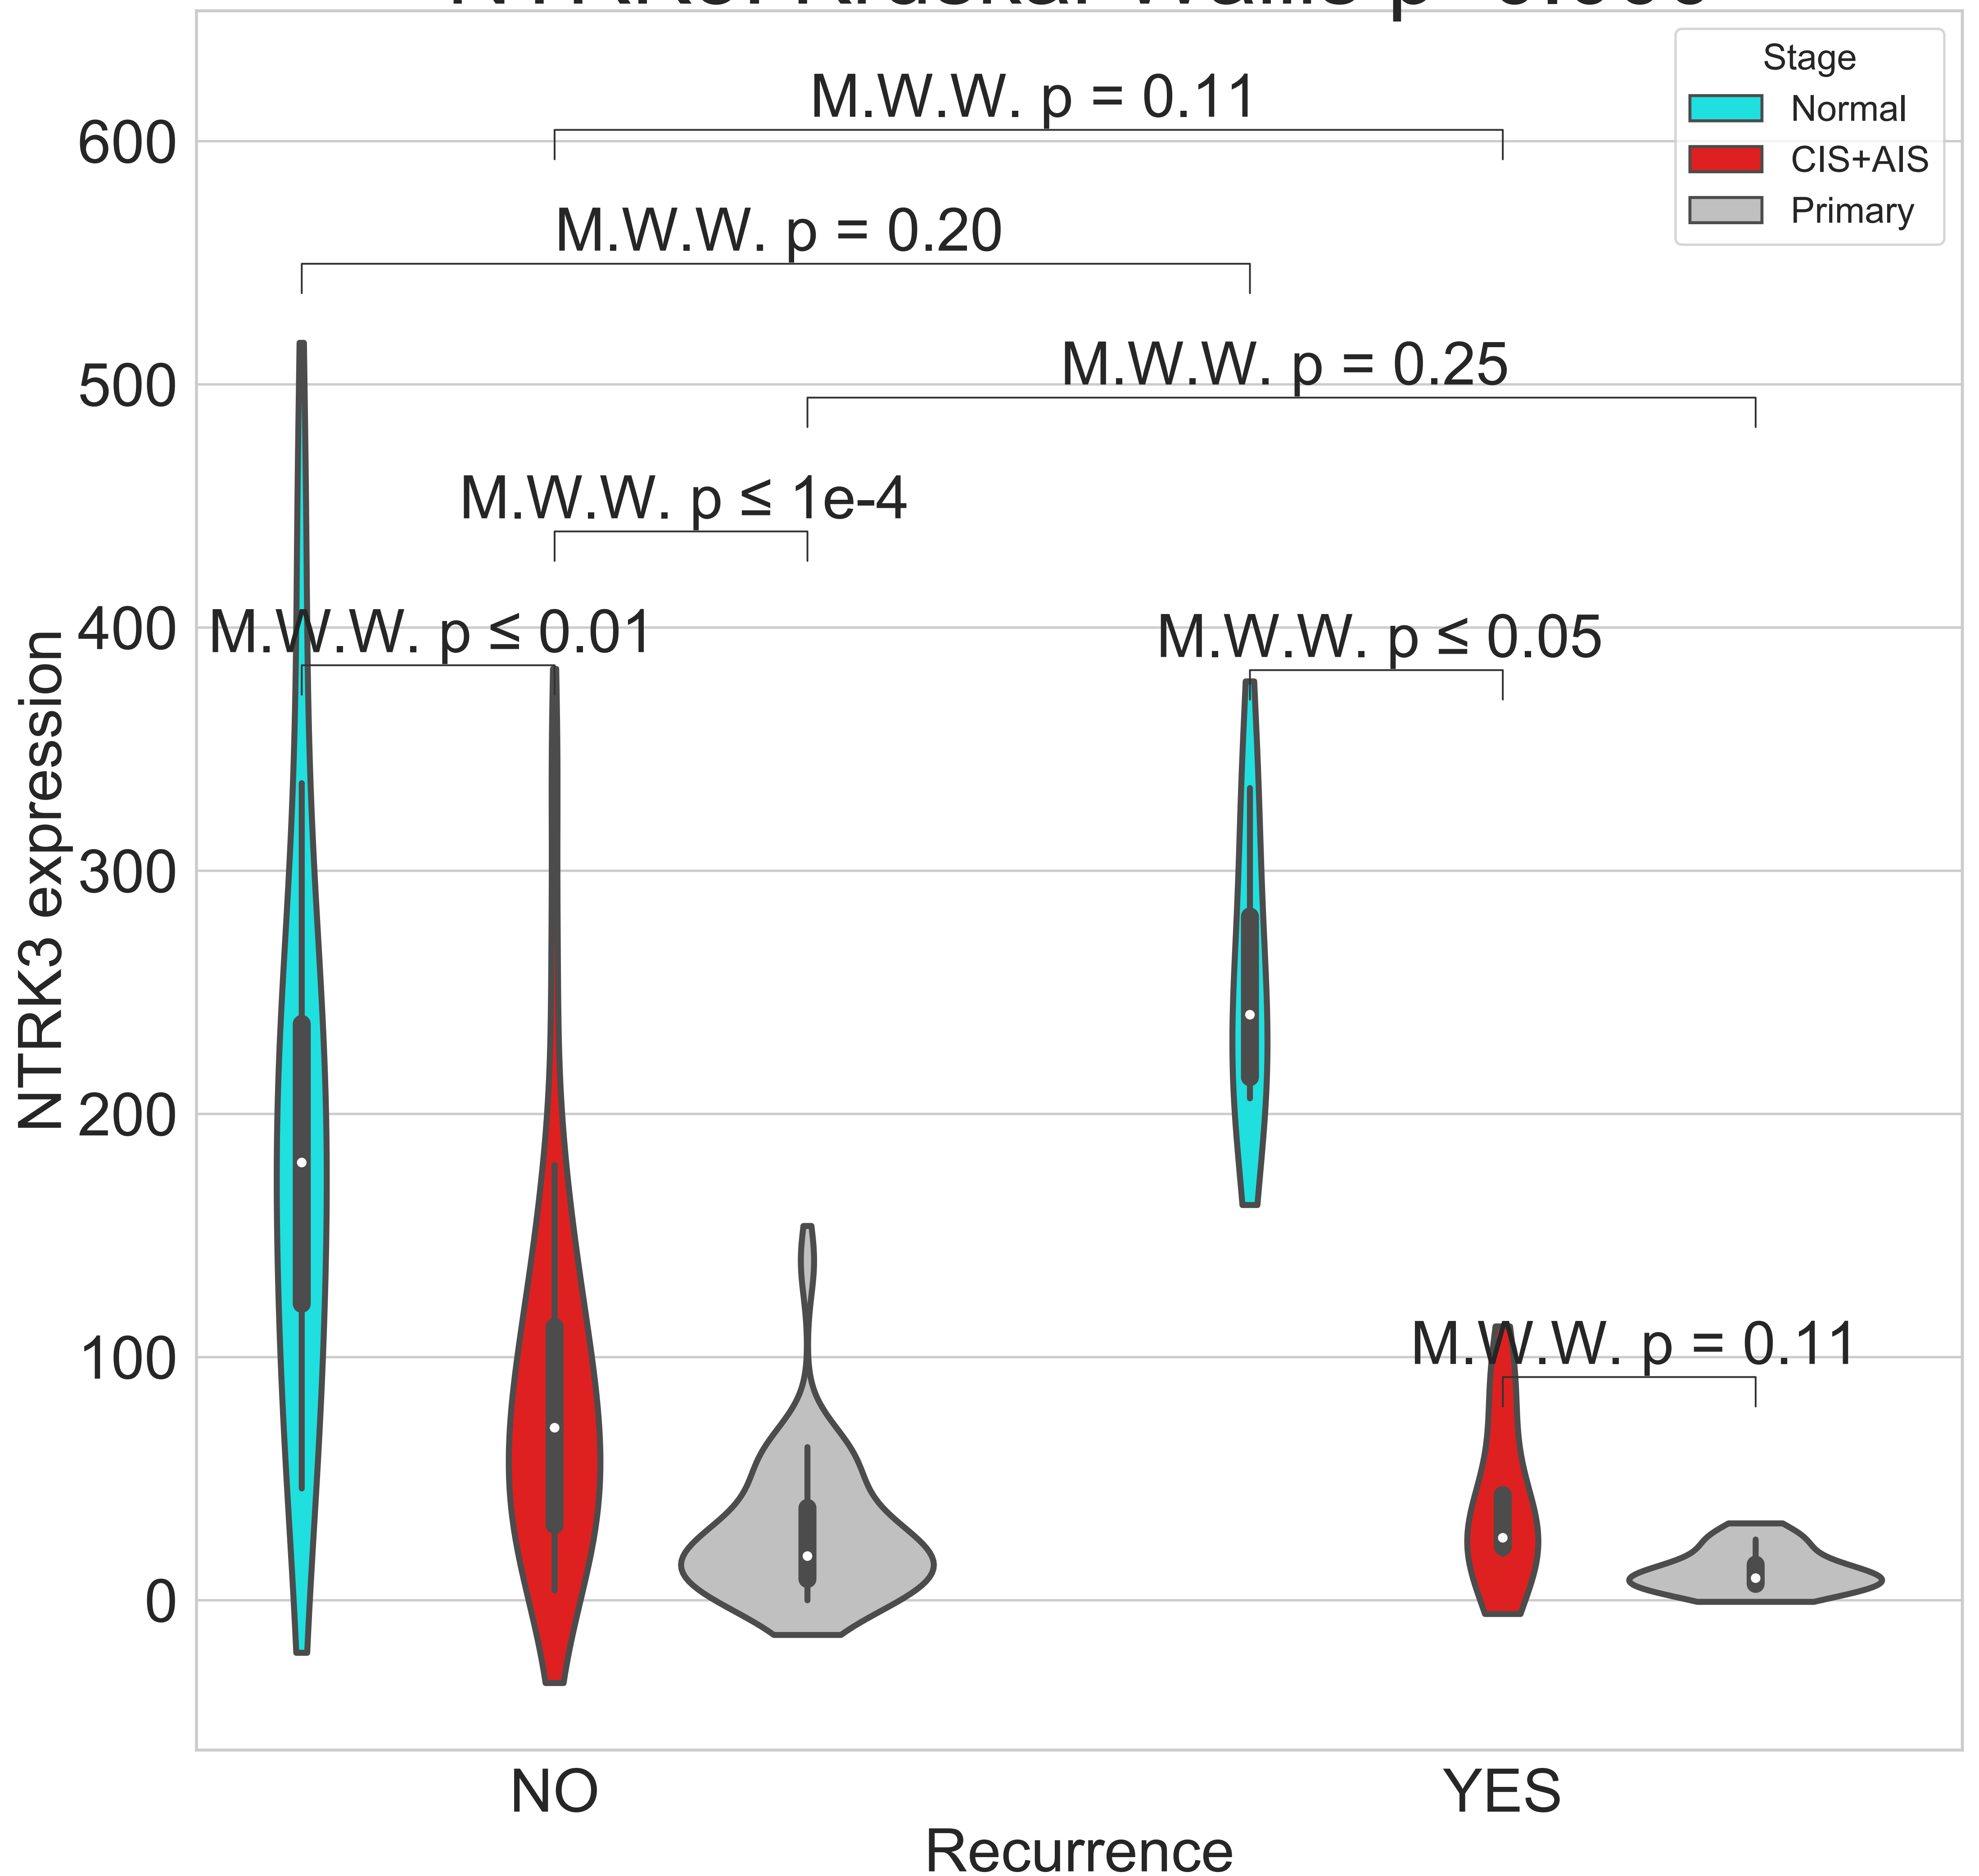 Stage
Normal
CIS+AIS
Primary
M.W.W. p = 0.11
600
M.W.W. p = 0.20
M.W.W. p = 0.25
500
M.W.W. p ≤ 1e-4
M.W.W. p ≤ 0.01
M.W.W. p ≤ 0.05
400
NTRK3 expression
300
200
M.W.W. p = 0.11
100
0
NO
YES
Recurrence